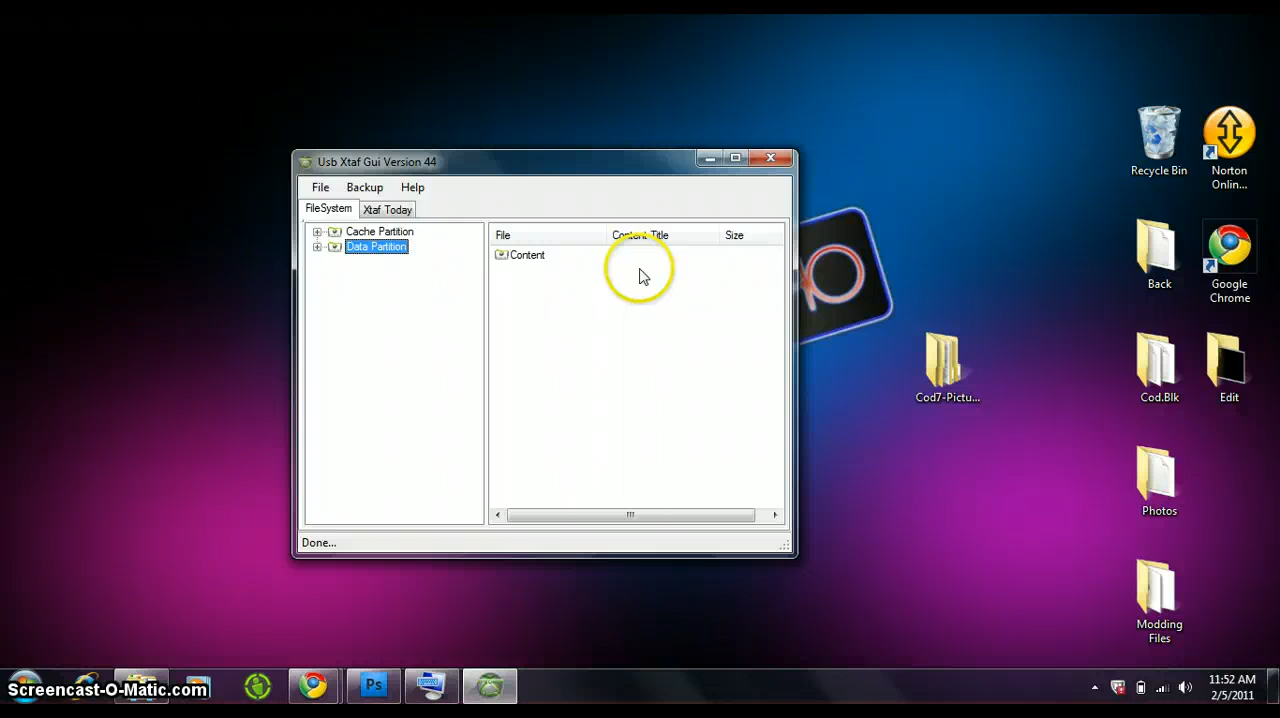 Usb Xtaf Gui Version 44
File Backup Help
FileSystem Xtaf Today
Cache Partition
Data Partition
File Content Title Size
Content
Done...
Recycle Bin
Norton
Onlin...
Back
Google
Chrome
Cod7-Pictu...
Cod.Blk
Edit
Photos
Modding
Files
Ps
Screencast-O-Matic.com
11:52 AM
2/5/2011